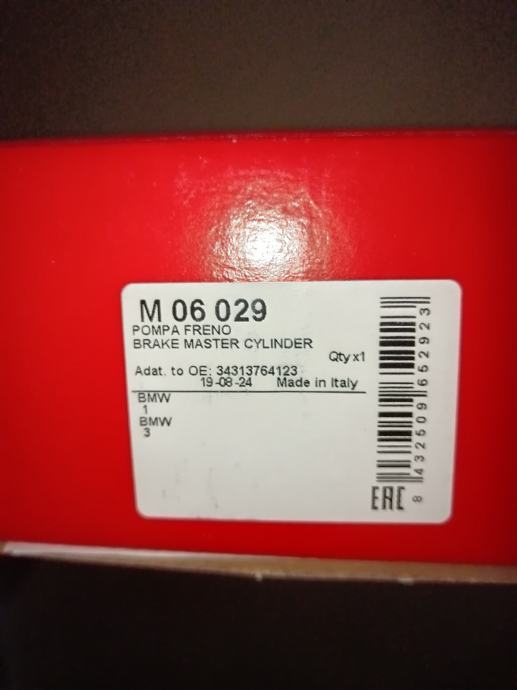 M 06 029
POMPA FRENO
BRAKE MASTER CYLINDER
Qty x1
Adat. to OE: 34313764123
19-08-24 Made in Italy
BMW
1
BMW
3
EAC
8 432509 652923